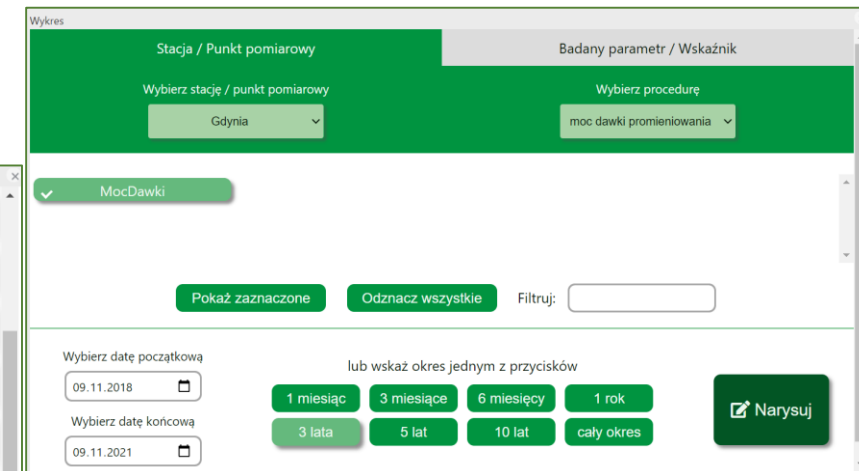 Wykres
Stacja / Punkt pomiarowy
Badany parametr / Wskaźnik
Wybierz stację / punkt pomiarowy
Wybierz procedurę
Gdynia
moc dawki promieniowania
MocDawki
Pokaż zaznaczone
Odznacz wszystkie
Filtruj:
Wybierz datę początkową
09.11.2018
Wybierz datę końcową
09.11.2021
lub wskaż okres jednym z przycisków
1 miesiąc
3 miesiące
6 miesięcy
1 rok
3 lata
5 lat
10 lat
cały okres
Narysuj